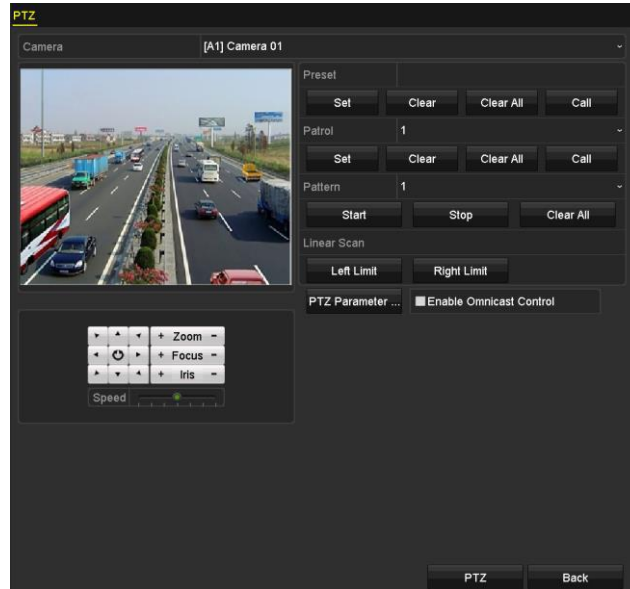 PTZ
Camera [A1] Camera 01
Preset
Set Clear Clear All Call
Patrol 1
Set Clear Clear All Call
Pattern 1
Start Stop Clear All
Linear Scan
Left Limit Right Limit
PTZ Parameter ... Enable Omnicast Control
+ Zoom -
+ Focus -
+ Iris -
Speed
PTZ Back